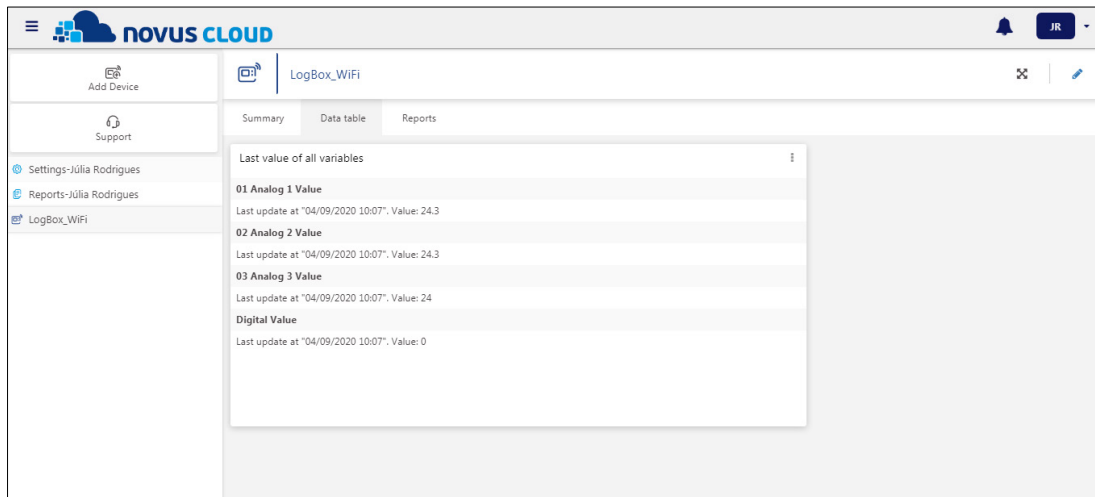 NOVUS CLOUD
JR
Add Device
Support
Settings-Júlia Rodrigues
Reports-Júlia Rodrigues
LogBox_WiFi
LogBox_WiFi
Summary Data table Reports
Last value of all variables
01 Analog 1 Value
Last update at "04/09/2020 10:07". Value: 24.3
02 Analog 2 Value
Last update at "04/09/2020 10:07". Value: 24.3
03 Analog 3 Value
Last update at "04/09/2020 10:07". Value: 24
Digital Value
Last update at "04/09/2020 10:07". Value: 0